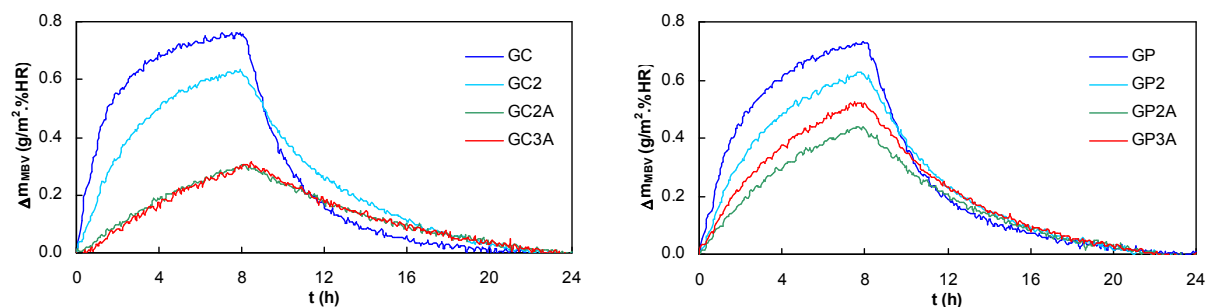 0.8
0.6
0.4
0.2
0.0
ΔmMBV (g/m².%HR)
0 4 8 12 16 20 24
t (h)
GC
GC2
GC2A
GC3A
0.8
0.6
0.4
0.2
0.0
ΔmMBV (g/m².%HR)
0 4 8 12 16 20 24
t (h)
GP
GP2
GP2A
GP3A